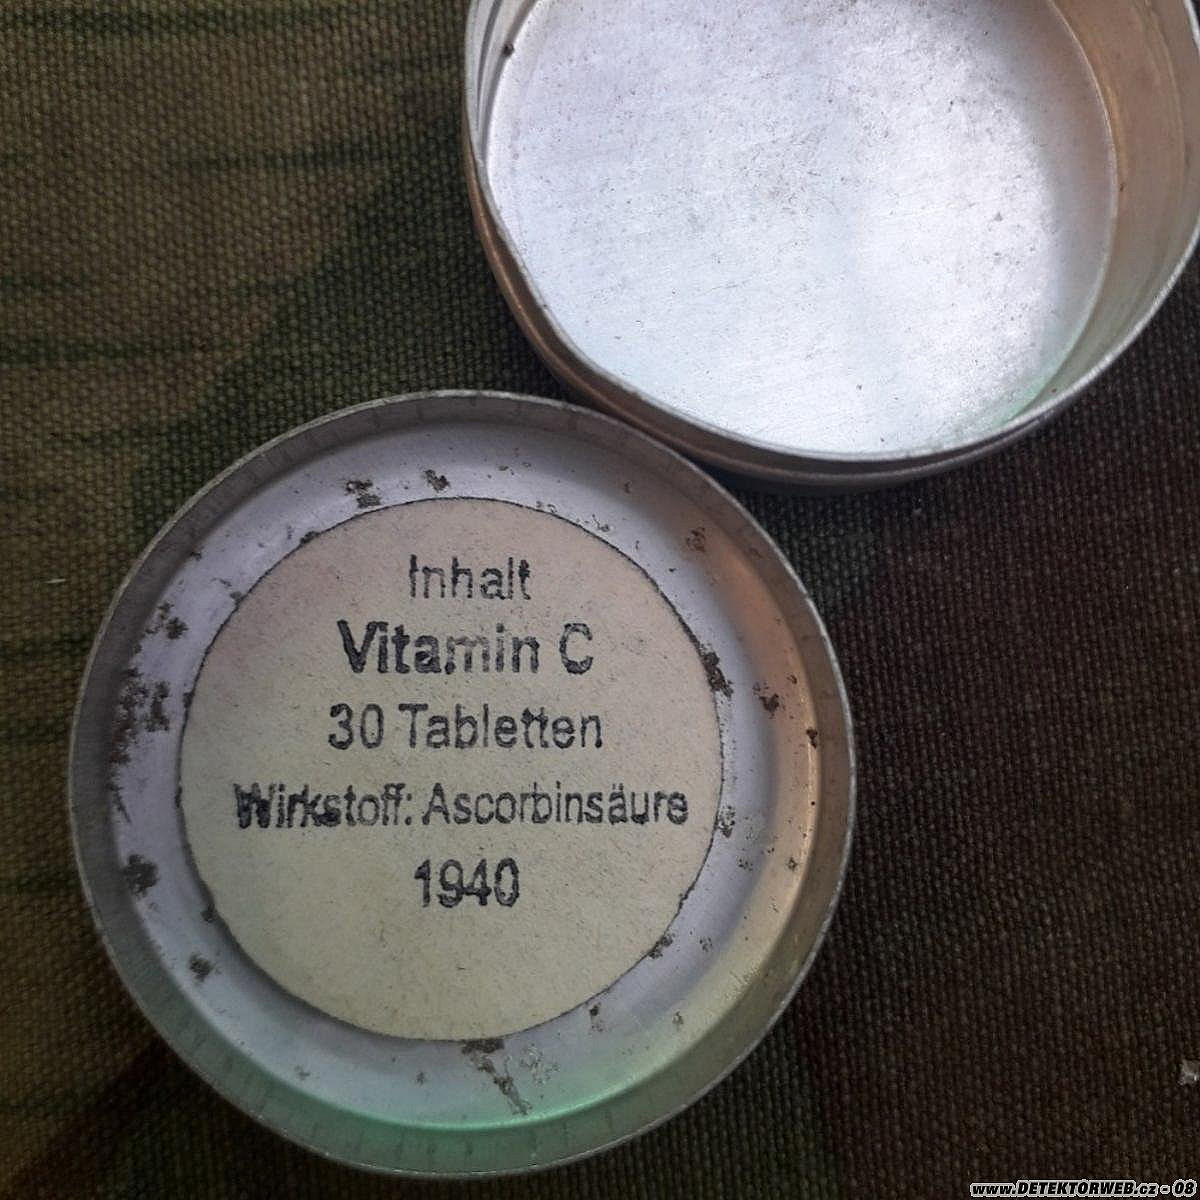 Inhalt
Vitamin C
30 Tabletten
Wirkstoff: Ascorbinsäure
1940
www.DETEKTORWEB.cz - 08